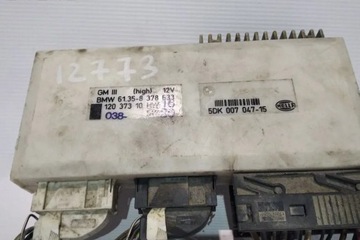 12773
GM III (high) 12V
BMW 61.35-8 378 633
120 373 10
038-
5DK 007 047-15
HELLA